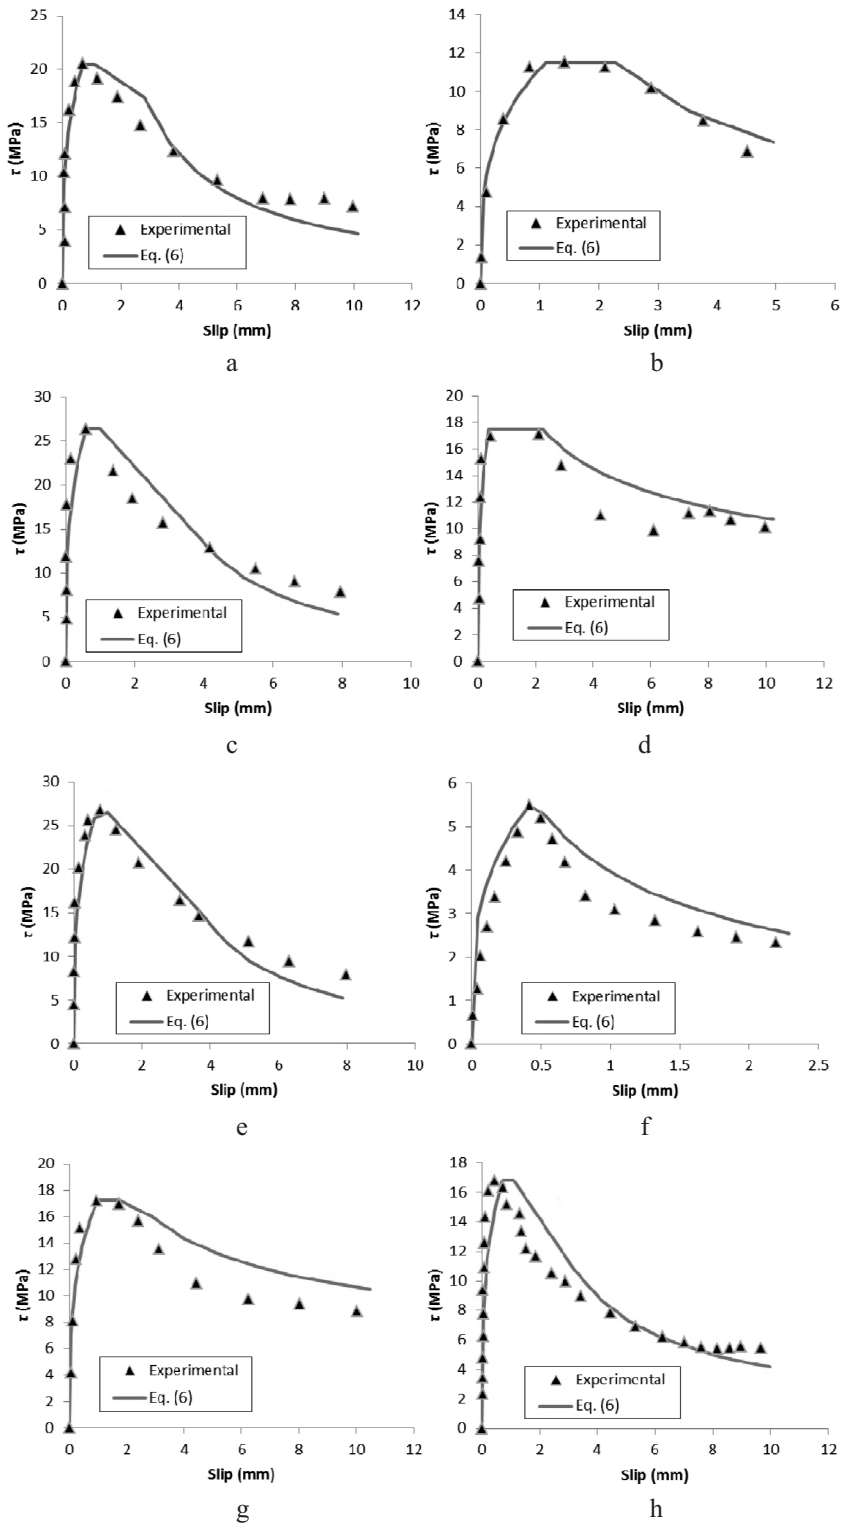 25
20
15
10
5
0
τ (MPa)
Experimental
Eq. (6)
0 2 4 6 8 10 12
Slip (mm)
a
14
12
10
8
6
4
2
0
τ (MPa)
Experimental
Eq. (6)
0 1 2 3 4 5 6
Slip (mm)
b
30
25
20
15
10
5
0
τ (MPa)
Experimental
Eq. (6)
0 2 4 6 8 10
Slip (mm)
c
20
18
16
14
12
10
8
6
4
2
0
τ (MPa)
Experimental
Eq. (6)
0 2 4 6 8 10 12
Slip (mm)
d
30
25
20
15
10
5
0
τ (MPa)
Experimental
Eq. (6)
0 2 4 6 8 10
Slip (mm)
e
6
5
4
3
2
1
0
τ (MPa)
Experimental
Eq. (6)
0 0.5 1 1.5 2 2.5
Slip (mm)
f
20
18
16
14
12
10
8
6
4
2
0
τ (MPa)
Experimental
Eq. (6)
0 2 4 6 8 10 12
Slip (mm)
g
18
16
14
12
10
8
6
4
2
0
τ (MPa)
Experimental
Eq. (6)
0 2 4 6 8 10 12
Slip (mm)
h